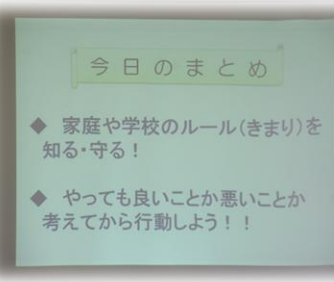 今日のまとめ
◆ 家庭や学校のルール(きまり)を
知る・守る!
◆ やっても良いことか悪いことか
考えてから行動しよう!!